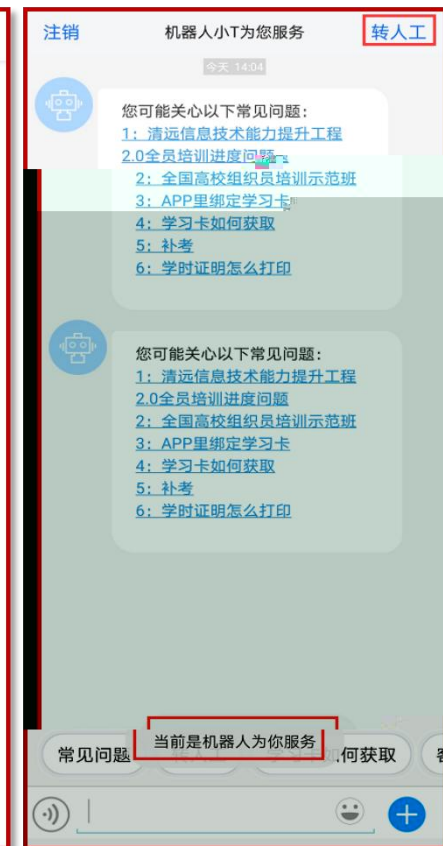 注销
机器人小T为您服务
转人工
今天 14:04
您可能关心以下常见问题：
1：清远信息技术能力提升工程
2.0全员培训进度问题
2：全国高校组织员培训示范班
3：APP里绑定学习卡
4：学习卡如何获取
5：补考
6：学时证明怎么打印
您可能关心以下常见问题：
1：清远信息技术能力提升工程
2.0全员培训进度问题
2：全国高校组织员培训示范班
3：APP里绑定学习卡
4：学习卡如何获取
5：补考
6：学时证明怎么打印
当前是机器人为你服务
常见问题
如何获取